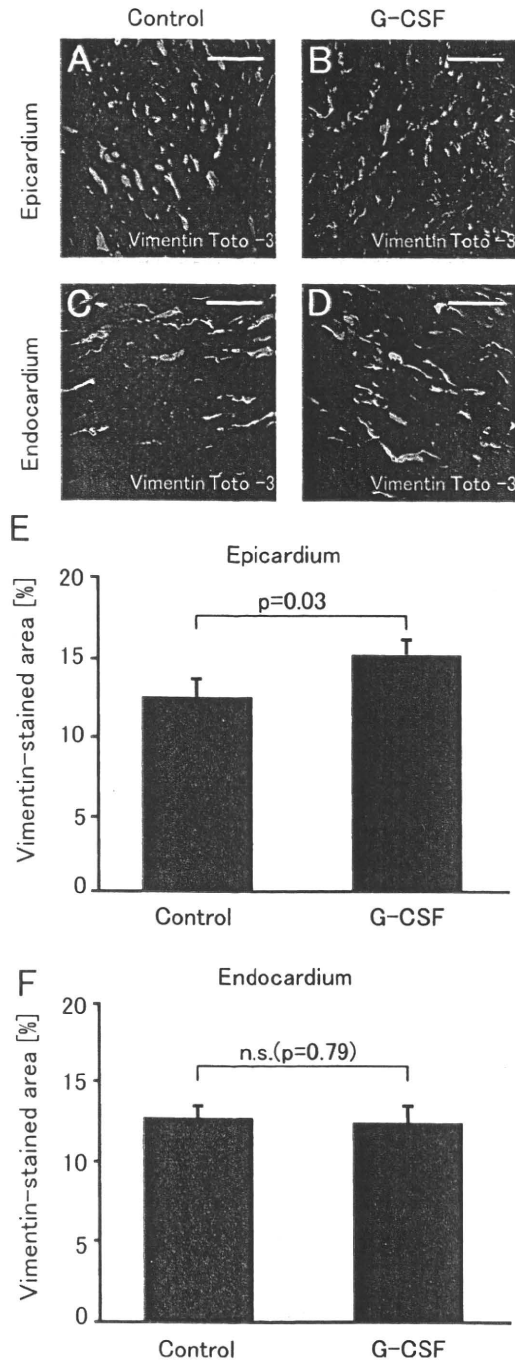 Control G-CSF
Epicardium
A
Vimentin Toto -3
B
Vimentin Toto -3
Endocardium
C
Vimentin Toto -3
D
Vimentin Toto -3
E
Epicardium
Vimentin-stained area [%]
20
15
10
5
0
p=0.03
Control G-CSF
F
Endocardium
Vimentin-stained area [%]
20
15
10
5
0
n.s.(p=0.79)
Control G-CSF